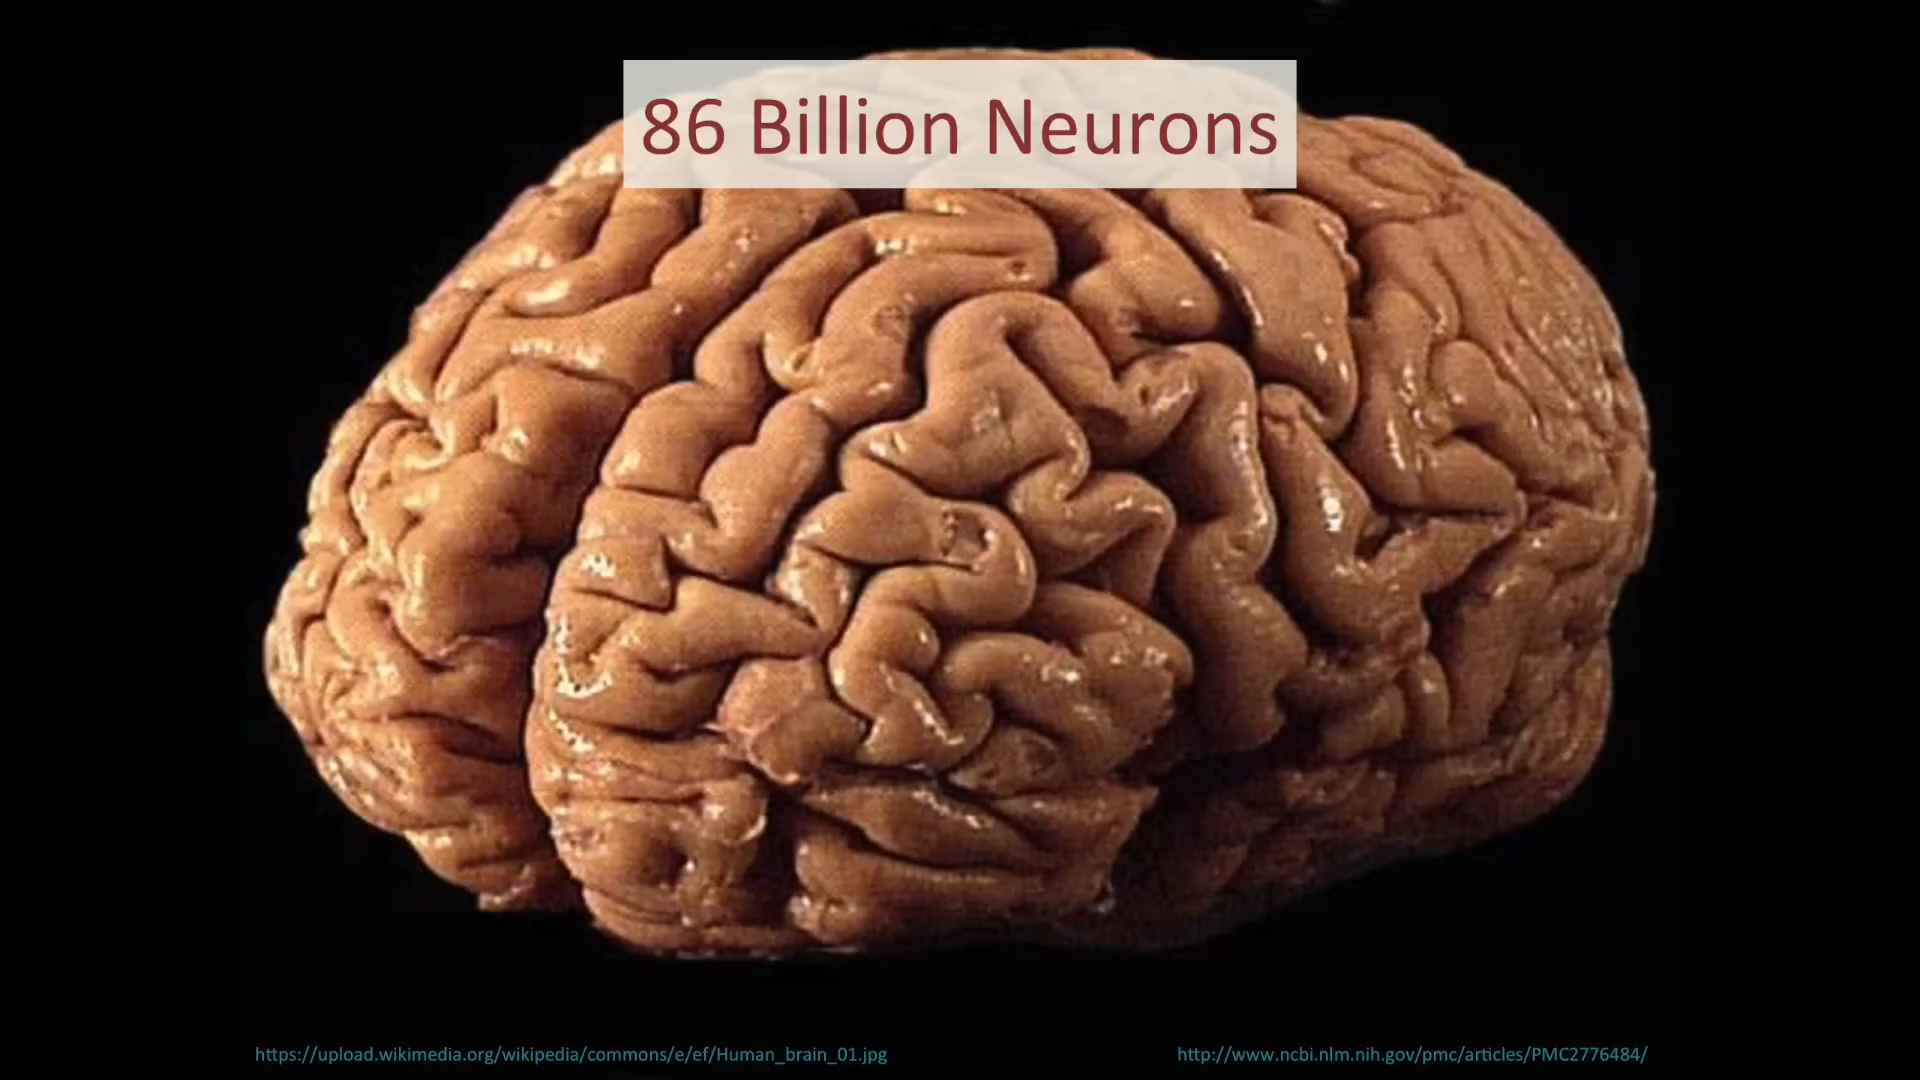 86 Billion Neurons
https://upload.wikimedia.org/wikipedia/commons/e/ef/Human_brain_01.jpg
http://www.ncbi.nlm.nih.gov/pmc/articles/PMC2776484/